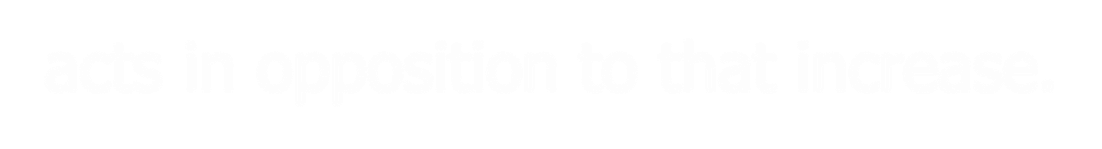 acts in opposition to that increase.